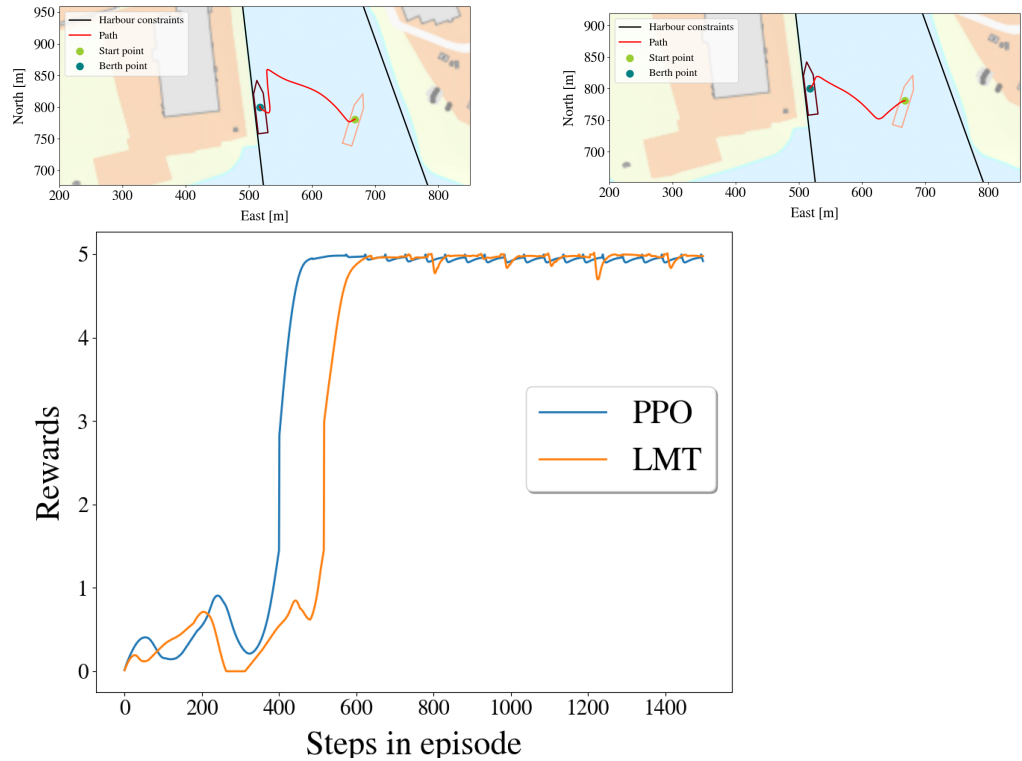 Harbour constraints
Path
Start point
Berth point
North [m]
950
900
850
800
750
700
200 300 400 500 600 700 800
East [m]
Harbour constraints
Path
Start point
Berth point
North [m]
900
850
800
750
700
200 300 400 500 600 700 800
East [m]
Rewards
5
4
3
2
1
0
PPO
LMT
0 200 400 600 800 1000 1200 1400
Steps in episode